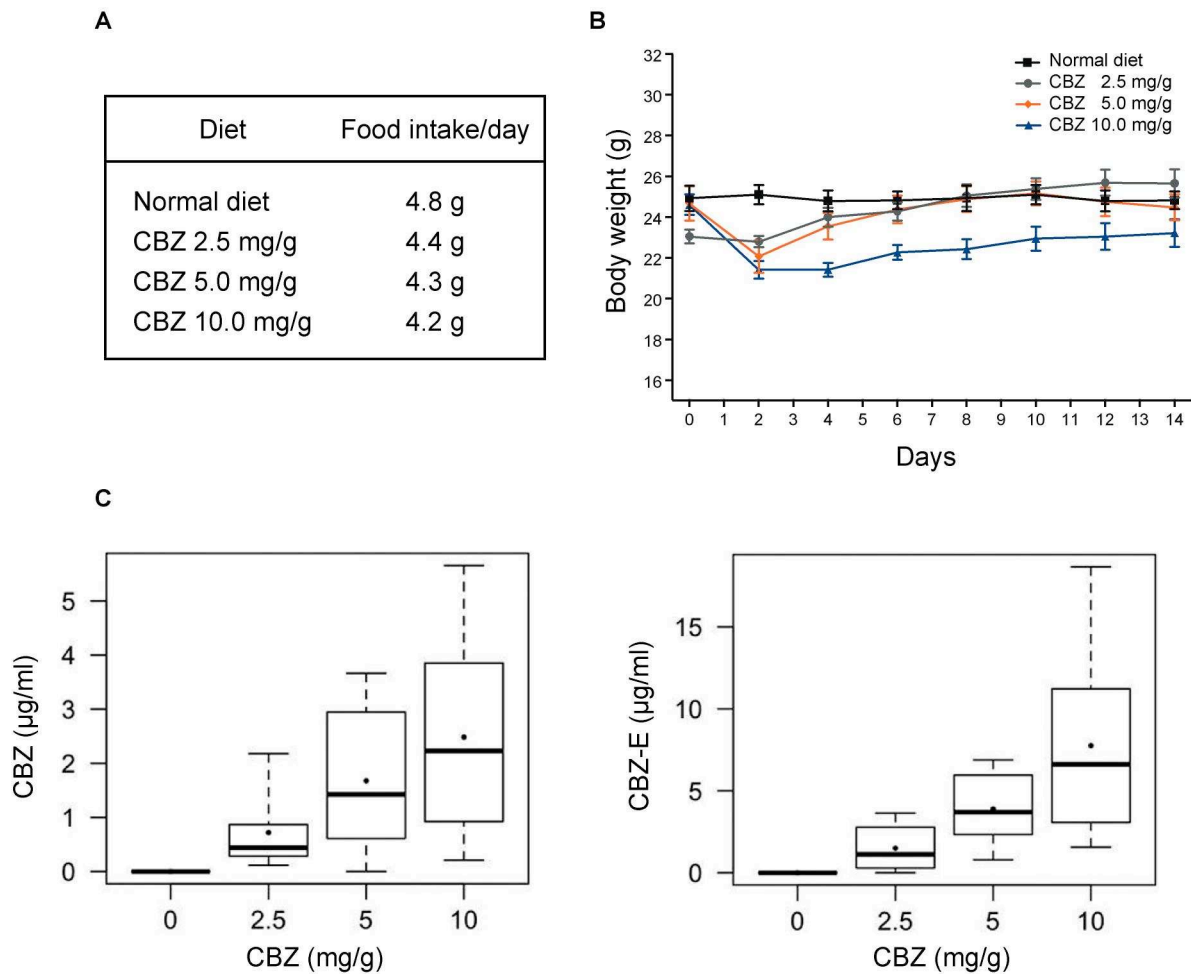 A
Diet Food intake/day
Normal diet 4.8 g
CBZ 2.5 mg/g 4.4 g
CBZ 5.0 mg/g 4.3 g
CBZ 10.0 mg/g 4.2 g
B
Normal diet
CBZ 2.5 mg/g
CBZ 5.0 mg/g
CBZ 10.0 mg/g
Body weight (g)
32
30
28
26
24
22
20
18
16
0 1 2 3 4 5 6 7 8 9 10 11 12 13 14
Days
C
CBZ (µg/ml)
5
4
3
2
1
0
0 2.5 5 10
CBZ (mg/g)
CBZ-E (µg/ml)
15
10
5
0
0 2.5 5 10
CBZ (mg/g)